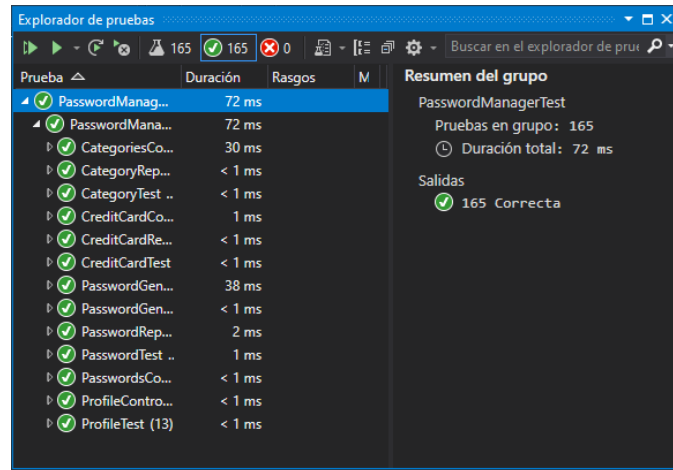 Explorador de pruebas
165 165 0 Buscar en el explorador de prue
Prueba Duración Rasgos M
PasswordManag... 72 ms
PasswordMana... 72 ms
CategoriesCo... 30 ms
CategoryRep... < 1 ms
CategoryTest .. < 1 ms
CreditCardCo... 1 ms
CreditCardRe... < 1 ms
CreditCardTest < 1 ms
PasswordGen... 38 ms
PasswordGen... < 1 ms
PasswordRep... 2 ms
PasswordTest .. 1 ms
PasswordsCo... < 1 ms
ProfileContro... < 1 ms
ProfileTest (13) < 1 ms
Resumen del grupo
PasswordManagerTest
Pruebas en grupo: 165
Duración total: 72 ms
Salidas
165 Correcta